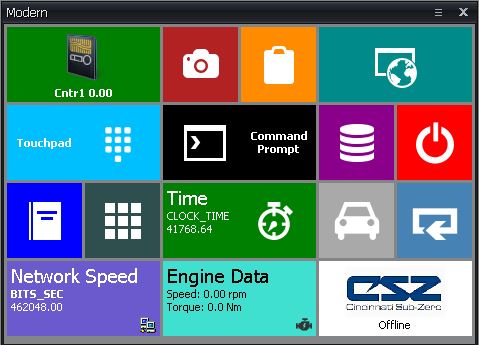 Modern
Cntr1 0.00
Touchpad
Command
Prompt
Time
CLOCK_TIME
41768.64
Network Speed
BITS_SEC
462048.00
Engine Data
Speed: 0.00 rpm
Torque: 0.0 Nm
CSZ
Cincinnati Sub-Zero
Offline